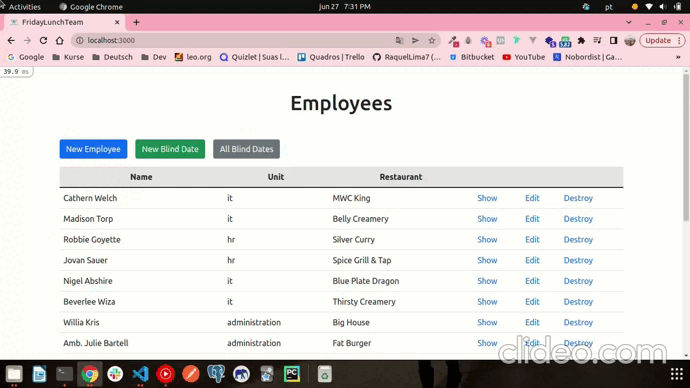 Activities Google Chrome Jun 27 7:31 PM pt
FridayLunchTeam
localhost:3000 Update
Google Kurse Deutsch Dev leo.org Quizlet | Suas l... Quadros | Trello RaquelLima7 (... Bitbucket YouTube Nobordist | Ga...
39.9 ms
Employees
New Employee New Blind Date All Blind Dates
Name Unit Restaurant
Cathern Welch it MWC King Show Edit Destroy
Madison Torp it Belly Creamery Show Edit Destroy
Robbie Goyette hr Silver Curry Show Edit Destroy
Jovan Sauer hr Spice Grill & Tap Show Edit Destroy
Nigel Abshire it Blue Plate Dragon Show Edit Destroy
Beverlee Wiza it Thirsty Creamery Show Edit Destroy
Willia Kris administration Big House Show Edit Destroy
Amb. Julie Bartell administration Fat Burger Show Edit Destroy
clideo.com